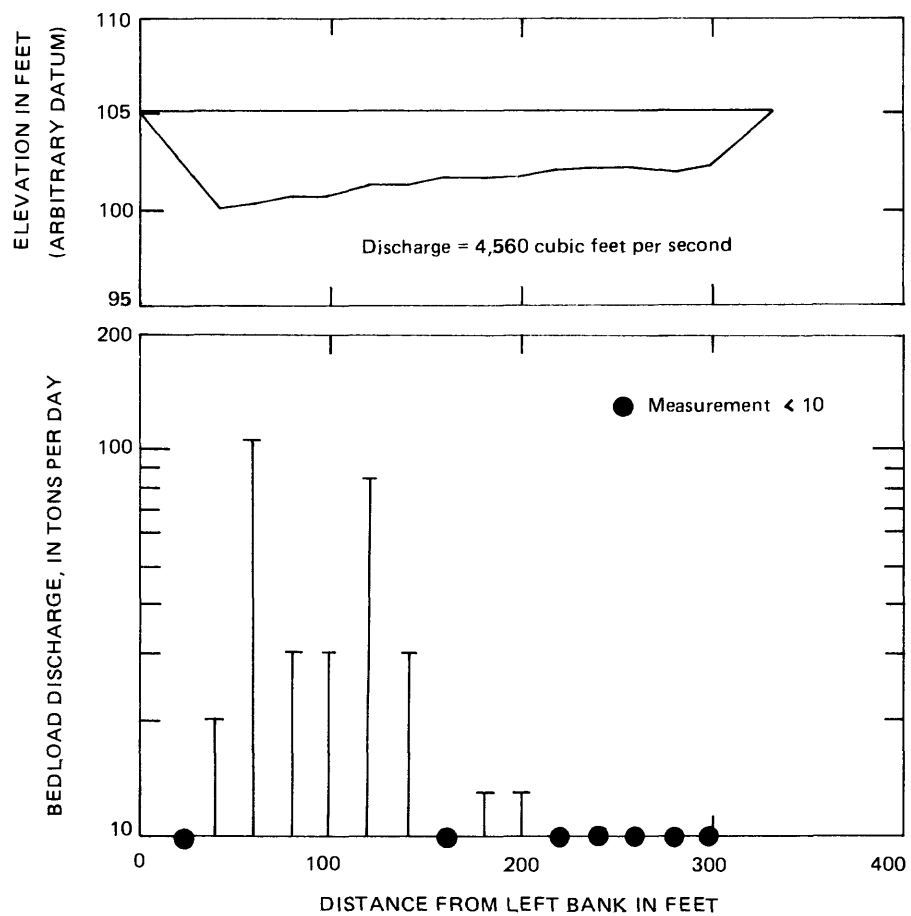 ELEVATION IN FEET
(ARBITRARY DATUM)
110
105
100
95
Discharge = 4,560 cubic feet per second
BEDLOAD DISCHARGE, IN TONS PER DAY
200
100
10
● Measurement < 10
0 100 200 300 400
DISTANCE FROM LEFT BANK IN FEET